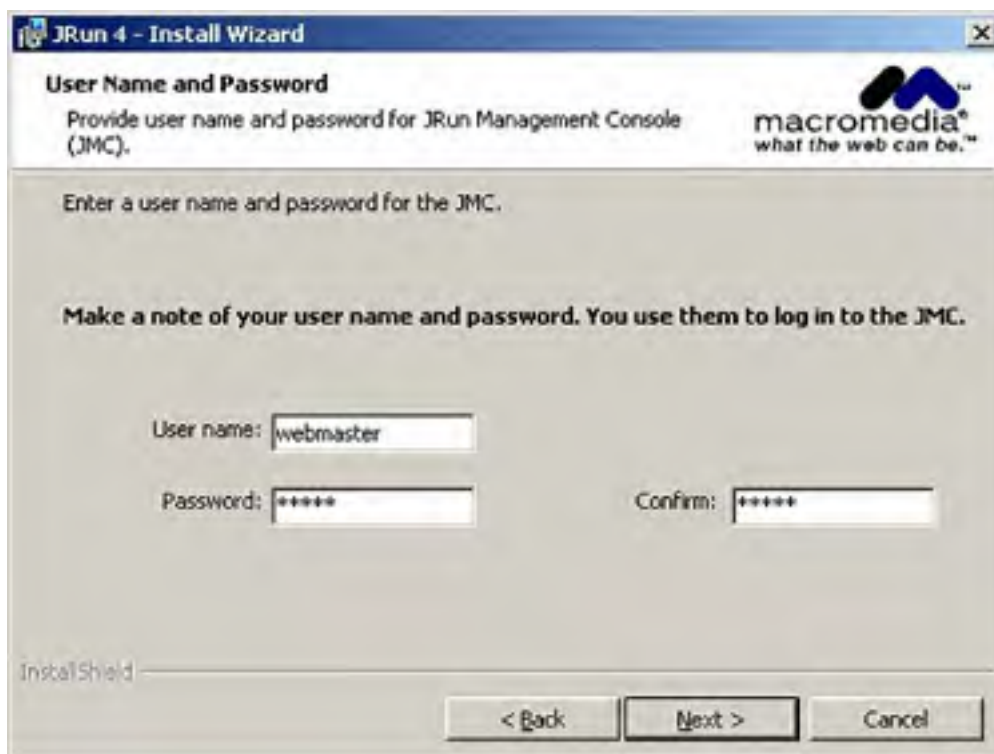 JRun 4 - Install Wizard
User Name and Password
Provide user name and password for JRun Management Console
(JMC).
macromedia®
what the web can be.™
Enter a user name and password for the JMC.
Make a note of your user name and password. You use them to log in to the JMC.
User name: webmaster
Password: *****
Confirm: *****
InstallShield
< Back
Next >
Cancel